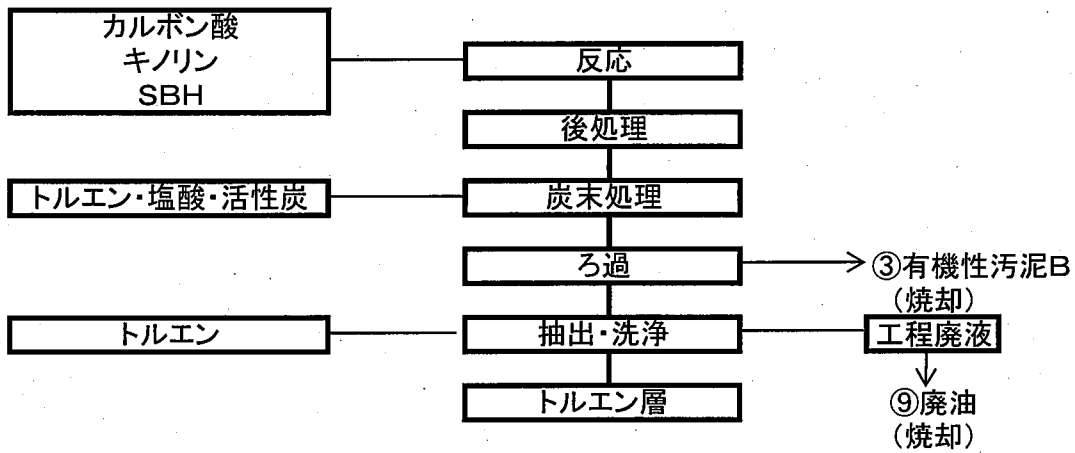 カルボン酸
キノリン
SBH
反応
後処理
トルエン・塩酸・活性炭
炭末処理
ろ過
③有機性汚泥B
(焼却)
トルエン
抽出・洗浄
工程廃液
トルエン層
⑨廃油
(焼却)